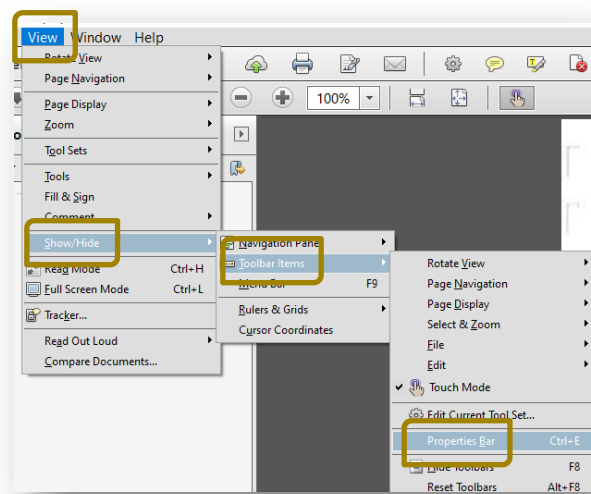 View Window Help
Rotate View
Page Navigation
Page Display
Zoom
Tool Sets
Tools
Fill & Sign
Comment
Show/Hide
Read Mode Ctrl+H
Full Screen Mode Ctrl+L
Tracker...
Read Out Loud
Compare Documents...
100%
Navigation Pane
Toolbar Items
Menu Bar F9
Rulers & Grids
Cursor Coordinates
Rotate View
Page Navigation
Page Display
Select & Zoom
File
Edit
Touch Mode
Edit Current Tool Set...
Properties Bar Ctrl+E
Hide Toolbars F8
Reset Toolbars Alt+F8